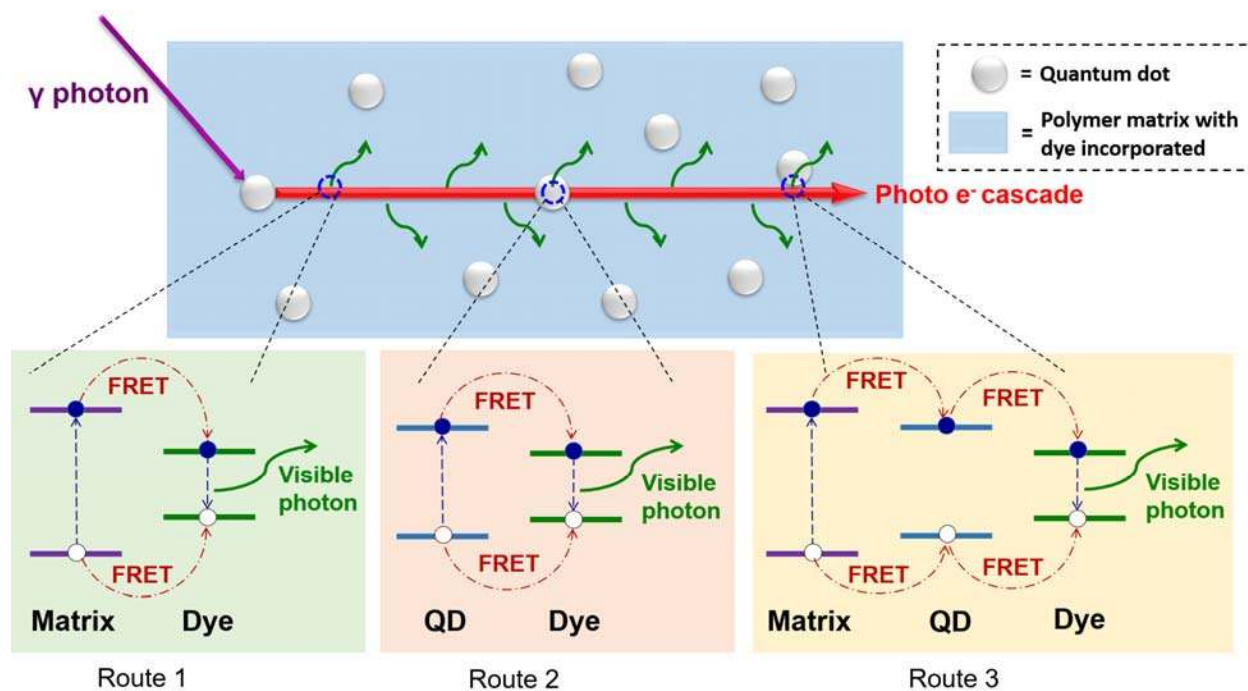 γ photon
= Quantum dot
= Polymer matrix with
dye incorporated
Photo e⁻ cascade
FRET
Visible
photon
FRET
Matrix Dye
Route 1
FRET
Visible
photon
FRET
QD Dye
Route 2
FRET FRET
Visible
photon
FRET FRET
Matrix QD Dye
Route 3